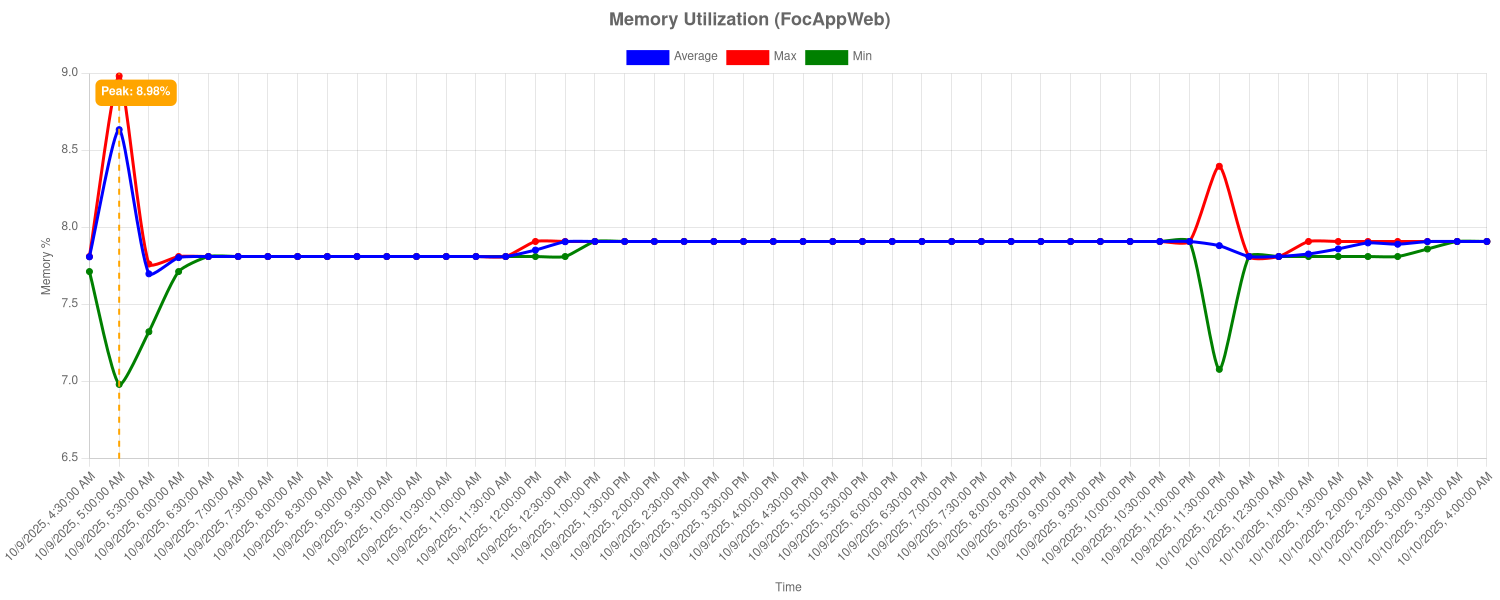 Memory Utilization (FocAppWeb)
Average Max Min
9.0
Peak: 8.98%
8.5
8.0
7.5
7.0
6.5
Memory %
10/9/2025, 4:30:00 AM
10/9/2025, 5:00:00 AM
10/9/2025, 5:30:00 AM
10/9/2025, 6:00:00 AM
10/9/2025, 6:30:00 AM
10/9/2025, 7:00:00 AM
10/9/2025, 7:30:00 AM
10/9/2025, 8:00:00 AM
10/9/2025, 8:30:00 AM
10/9/2025, 9:00:00 AM
10/9/2025, 9:30:00 AM
10/9/2025, 10:00:00 AM
10/9/2025, 10:30:00 AM
10/9/2025, 11:00:00 AM
10/9/2025, 11:30:00 AM
10/9/2025, 12:00:00 PM
10/9/2025, 12:30:00 PM
10/9/2025, 1:00:00 PM
10/9/2025, 1:30:00 PM
10/9/2025, 2:00:00 PM
10/9/2025, 2:30:00 PM
10/9/2025, 3:00:00 PM
10/9/2025, 3:30:00 PM
10/9/2025, 4:00:00 PM
10/9/2025, 4:30:00 PM
10/9/2025, 5:00:00 PM
10/9/2025, 5:30:00 PM
10/9/2025, 6:00:00 PM
10/9/2025, 6:30:00 PM
10/9/2025, 7:00:00 PM
10/9/2025, 7:30:00 PM
10/9/2025, 8:00:00 PM
10/9/2025, 8:30:00 PM
10/9/2025, 9:00:00 PM
10/9/2025, 9:30:00 PM
10/9/2025, 10:00:00 PM
10/9/2025, 10:30:00 PM
10/9/2025, 11:00:00 PM
10/9/2025, 11:30:00 PM
10/10/2025, 12:00:00 AM
10/10/2025, 12:30:00 AM
10/10/2025, 1:00:00 AM
10/10/2025, 1:30:00 AM
10/10/2025, 2:00:00 AM
10/10/2025, 2:30:00 AM
10/10/2025, 3:00:00 AM
10/10/2025, 3:30:00 AM
10/10/2025, 4:00:00 AM
Time